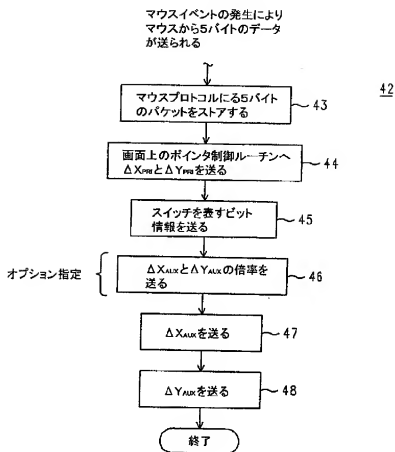 マウスイベントの発生により
マウスから5バイトのデータ
が送られる
42
マウスプロトコルにる5バイト
のパケットをストアする
43
画面上のポインタ制御ルーチンへ
ΔXPRIとΔYPRIを送る
44
スイッチを表すビット
情報を送る
45
オプション指定
ΔXAUXとΔYAUXの倍率を
送る
46
ΔXAUXを送る
47
ΔYAUXを送る
48
終了